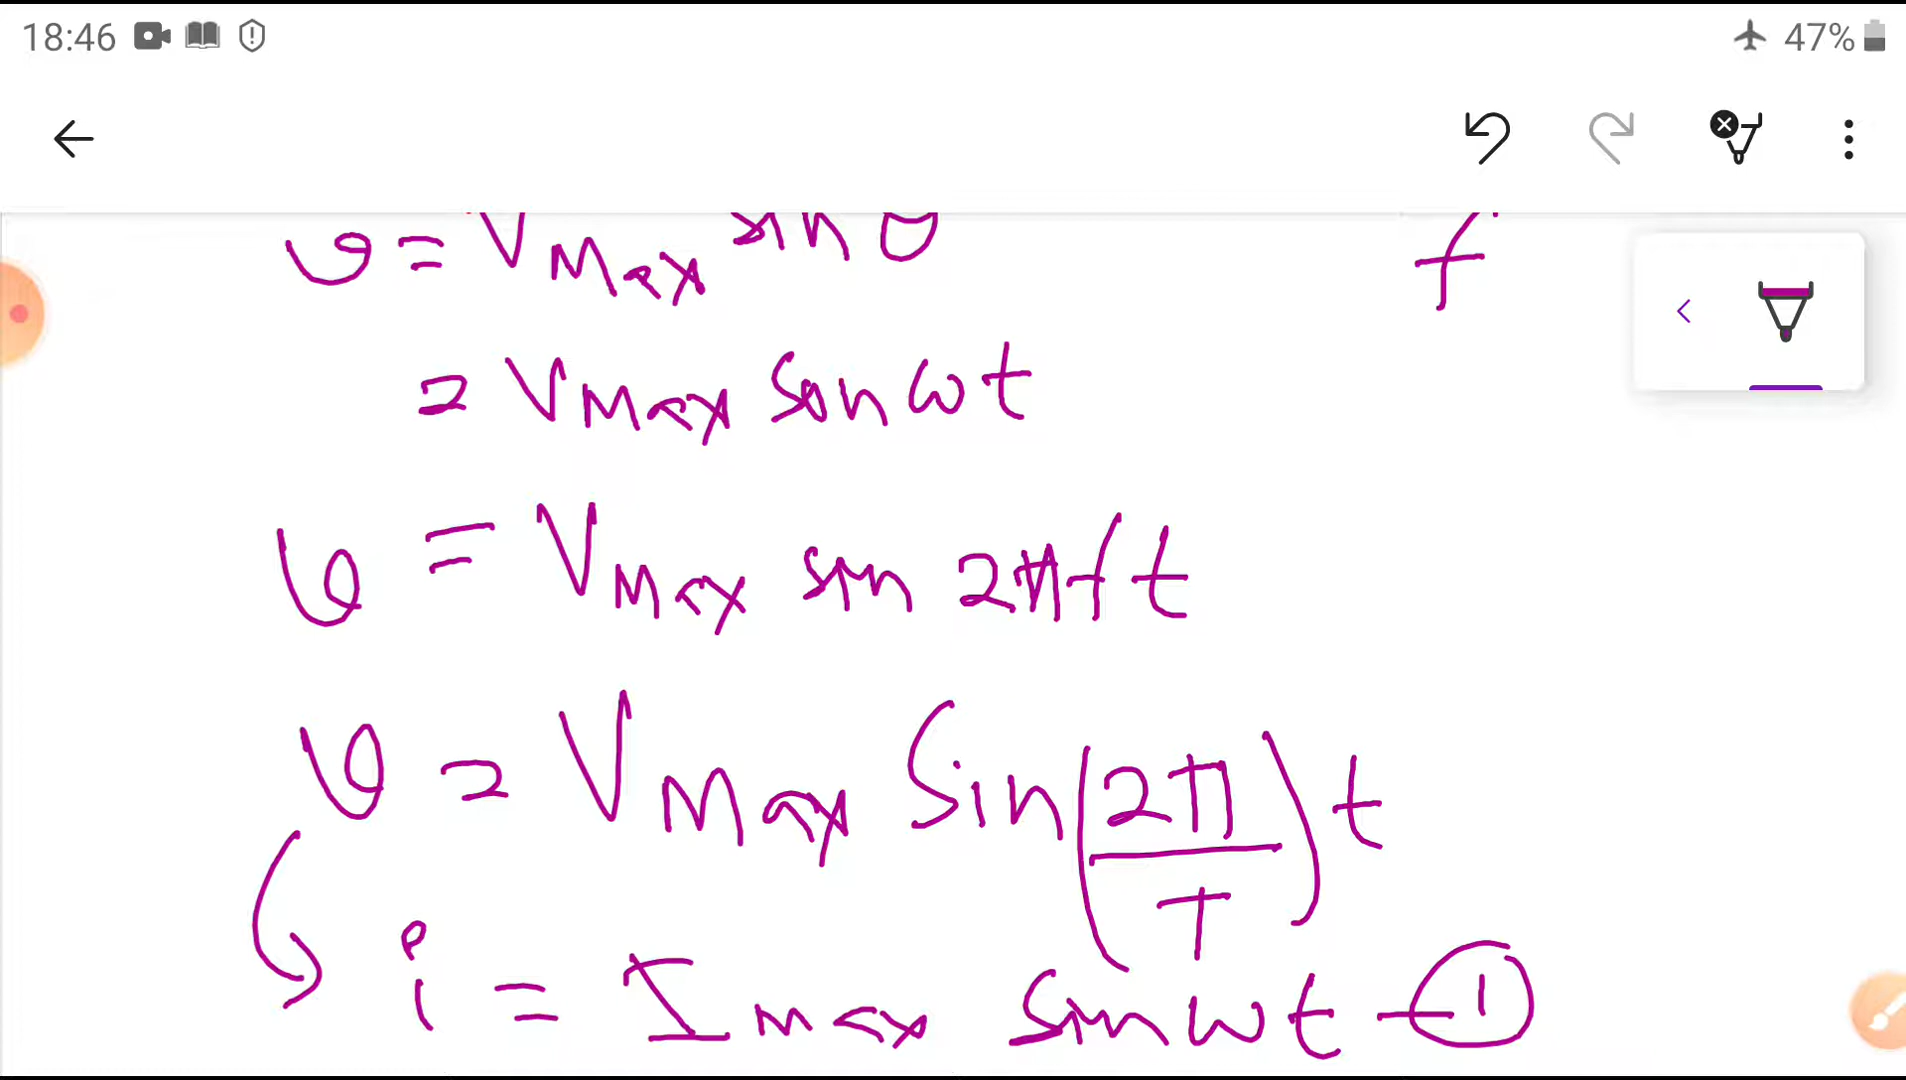 18:46 47%
v = VMax sin θ f
= VMax sin ωt
v = VMax sin 2πft
v = VMax Sin(2π/T)t
i = Imax sin ωt - ①